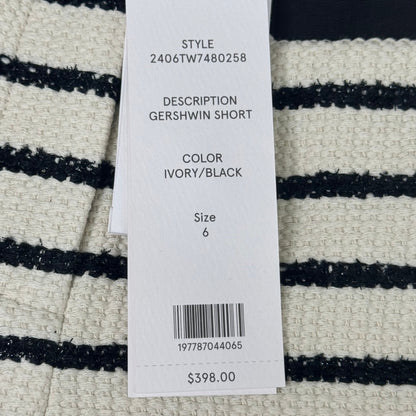 STYLE
2406TW7480258
DESCRIPTION
GERSHWIN SHORT
COLOR
IVORY/BLACK
Size
6
197787044065
$398.00